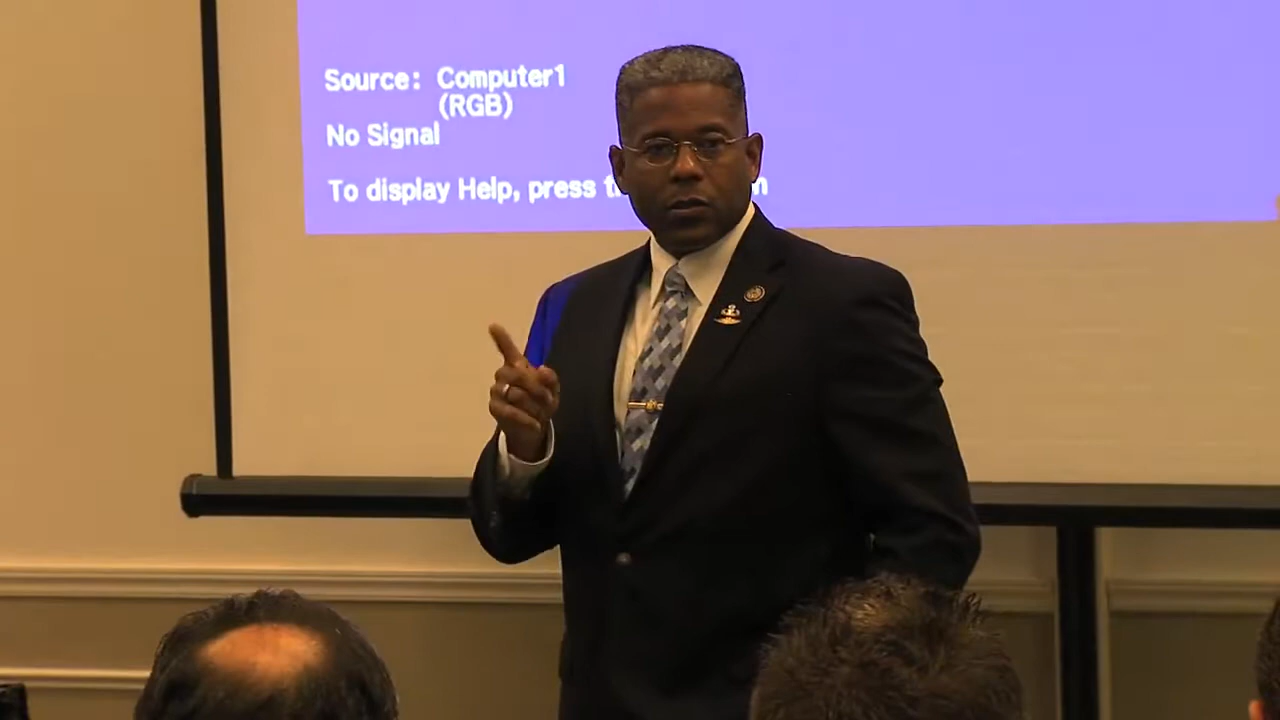 Source: Computer1
(RGB)
No Signal
To display Help, press